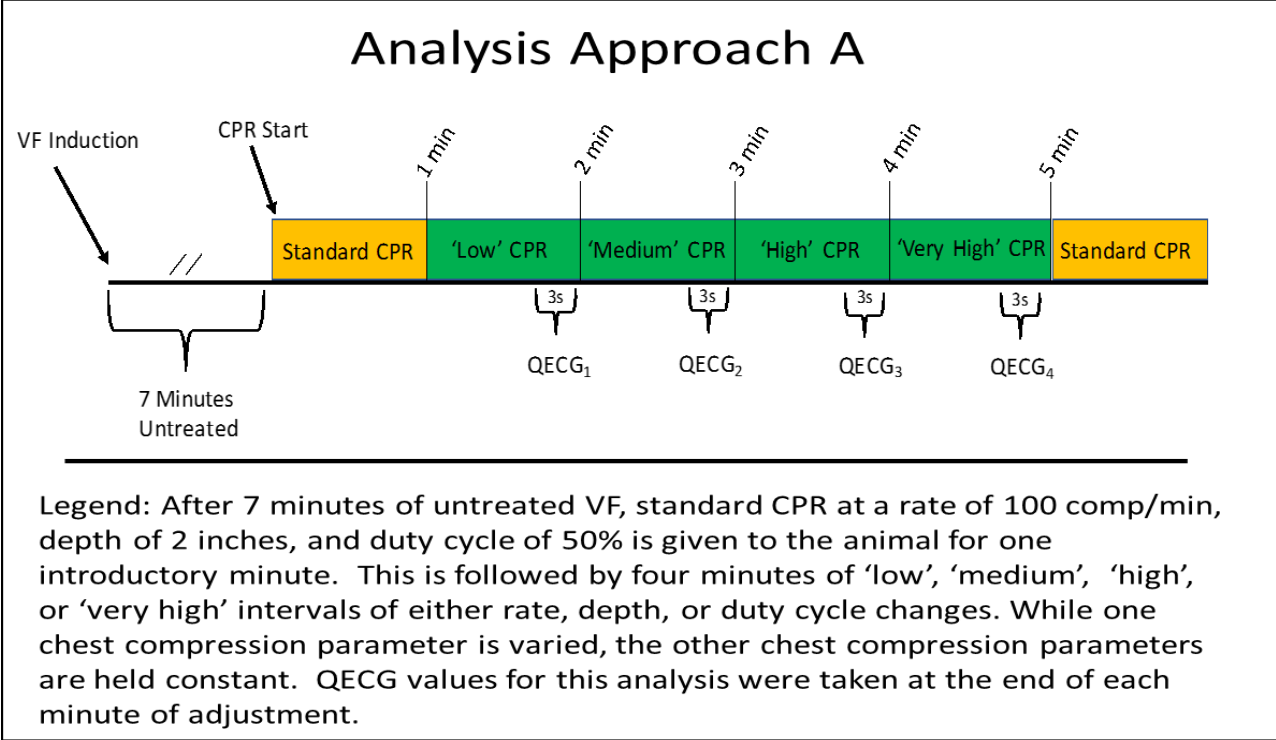 Analysis Approach A
VF Induction
CPR Start
1 min
2 min
3 min
4 min
5 min
Standard CPR
'Low' CPR
'Medium' CPR
'High' CPR
'Very High' CPR
Standard CPR
//
3s
3s
3s
3s
QECG₁
QECG₂
QECG₃
QECG₄
7 Minutes
Untreated
Legend: After 7 minutes of untreated VF, standard CPR at a rate of 100 comp/min,
depth of 2 inches, and duty cycle of 50% is given to the animal for one
introductory minute.  This is followed by four minutes of 'low', 'medium',  'high',
or 'very high' intervals of either rate, depth, or duty cycle changes. While one
chest compression parameter is varied, the other chest compression parameters
are held constant.  QECG values for this analysis were taken at the end of each
minute of adjustment.